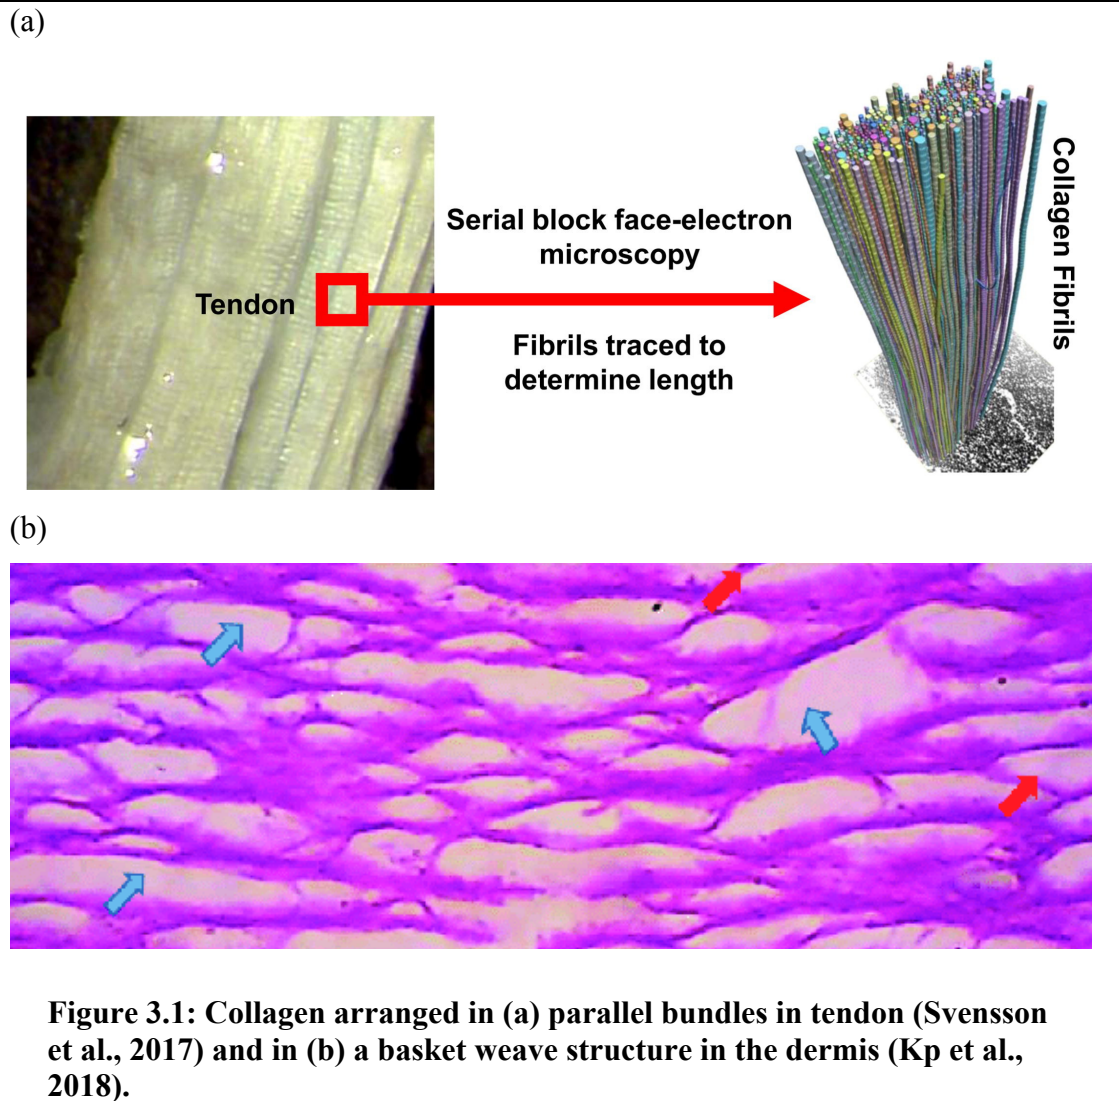 (a)
Tendon
Serial block face-electron
microscopy
Fibrils traced to
determine length
Collagen Fibrils
(b)
Figure 3.1: Collagen arranged in (a) parallel bundles in tendon (Svensson
et al., 2017) and in (b) a basket weave structure in the dermis (Kp et al.,
2018).